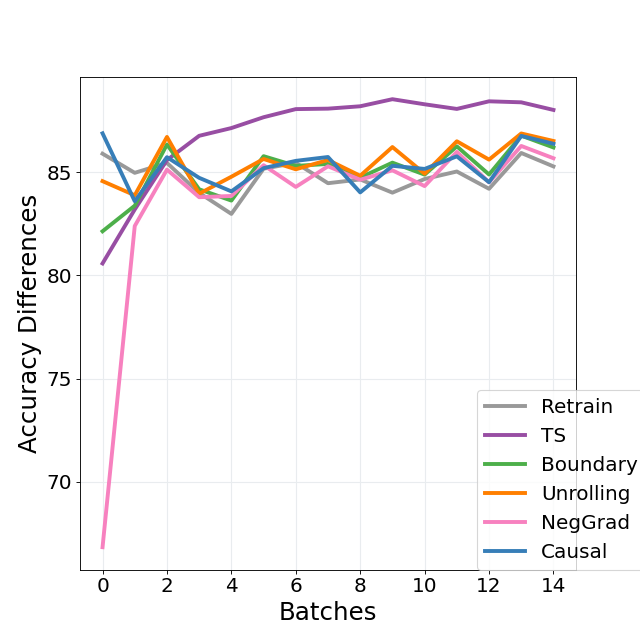 Accuracy Differences
85
80
75
70
0 2 4 6 8 10 12 14
Batches
Retrain
TS
Boundary
Unrolling
NegGrad
Causal